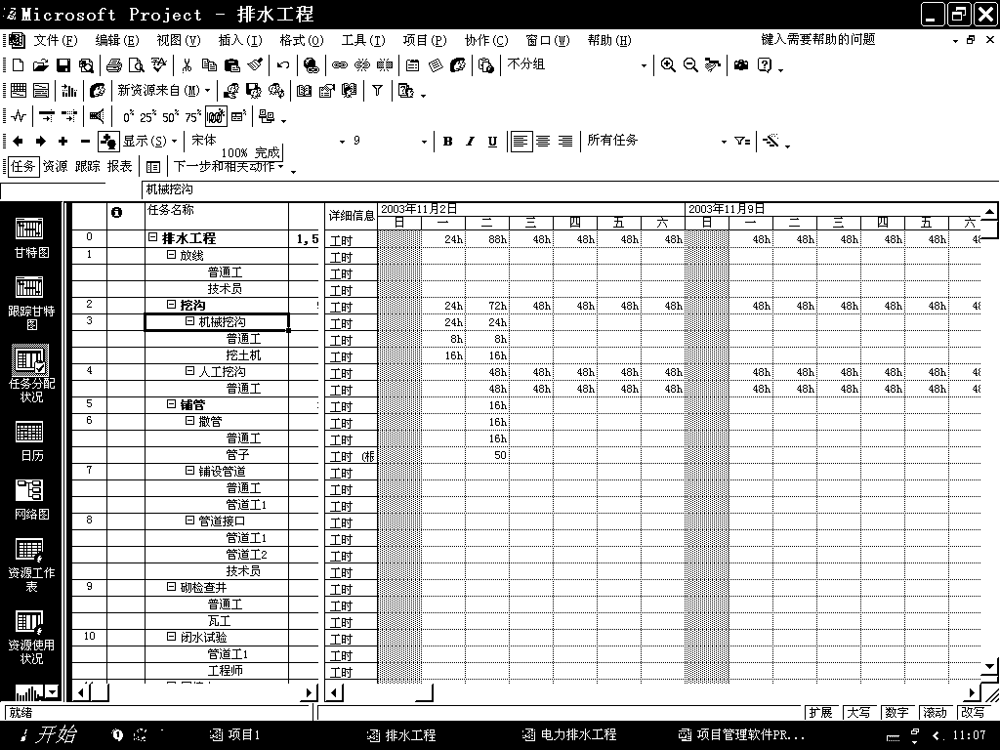 Microsoft Project - 排水工程
文件(F) 编辑(E) 视图(V) 插入(I) 格式(O) 工具(T) 项目(P) 协作(C) 窗口(W) 帮助(H) 键入需要帮助的问题
不分组
新资源来自(M)
0% 25% 50% 75% 100%
显示(S) 宋体 9 B I U 所有任务
100% 完成
任务 资源 跟踪 报表 下一步和相关动作
机械挖沟
任务名称 详细信息 2003年11月2日 2003年11月9日
日 一 二 三 四 五 六 日 一 二 三 四 五 六
0 排水工程 1,5 工时 24h 88h 48h 48h 48h 48h 48h 48h 48h 48h 48h
1 放线 工时
普通工 工时
技术员 工时
2 挖沟 工时 24h 72h 48h 48h 48h 48h 48h 48h 48h 48h 48h
3 机械挖沟 工时 24h 24h
普通工 工时 8h 8h
挖土机 工时 16h 16h
4 人工挖沟 工时 48h 48h 48h 48h 48h 48h 48h 48h 48h 48h
普通工 工时 48h 48h 48h 48h 48h 48h 48h 48h 48h 48h
5 铺管 工时 16h
6 撒管 工时 16h
普通工 工时 16h
管子 工时 (根 50
7 铺设管道 工时
普通工 工时
管道工1 工时
8 管道接口 工时
管道工1 工时
管道工2 工时
技术员 工时
9 砌检查井 工时
普通工 工时
瓦工 工时
10 闭水试验 工时
管道工1 工时
工程师 工时
甘特图
跟踪甘特
图
任务分配
状况
日历
网络图
资源工作
表
资源使用
状况
就绪 扩展 大写 数字 滚动 改写
开始 项目1 排水工程 电力排水工程 项目管理软件PR... 11:07